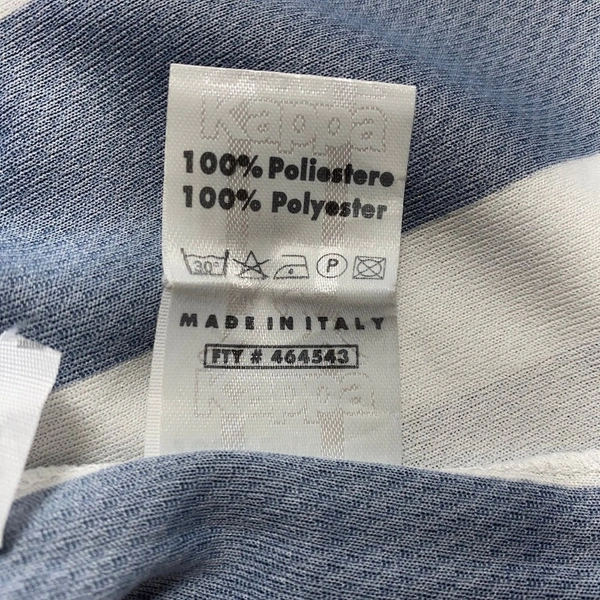 Kappa
100% Poliestere
100% Polyester
30° P
MADE IN ITALY
FTY # 464543
Kappa